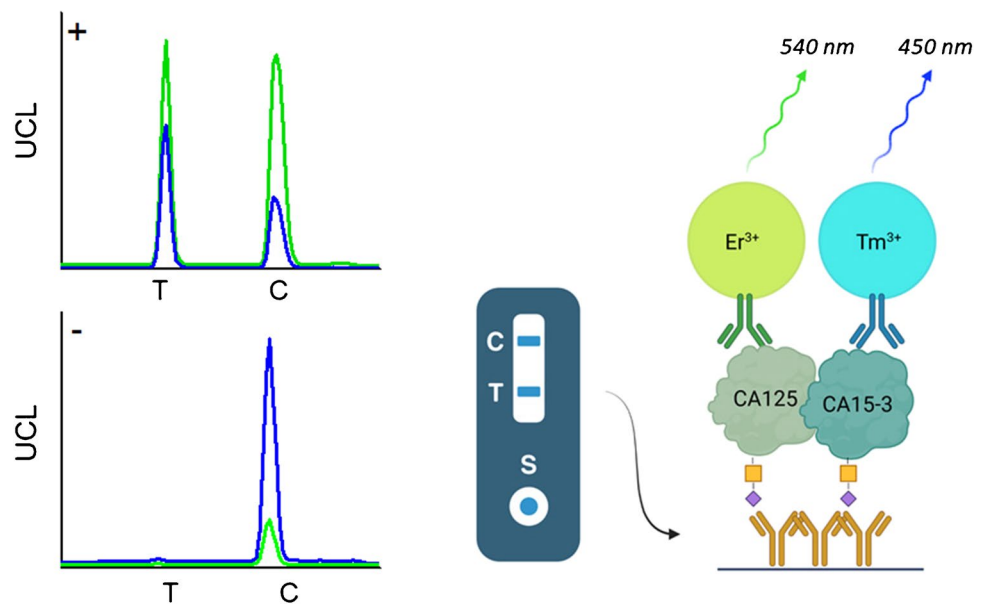 +
UCL
T C
-
UCL
T C
C
T
S
540 nm 450 nm
Er³⁺ Tm³⁺
CA125 CA15-3